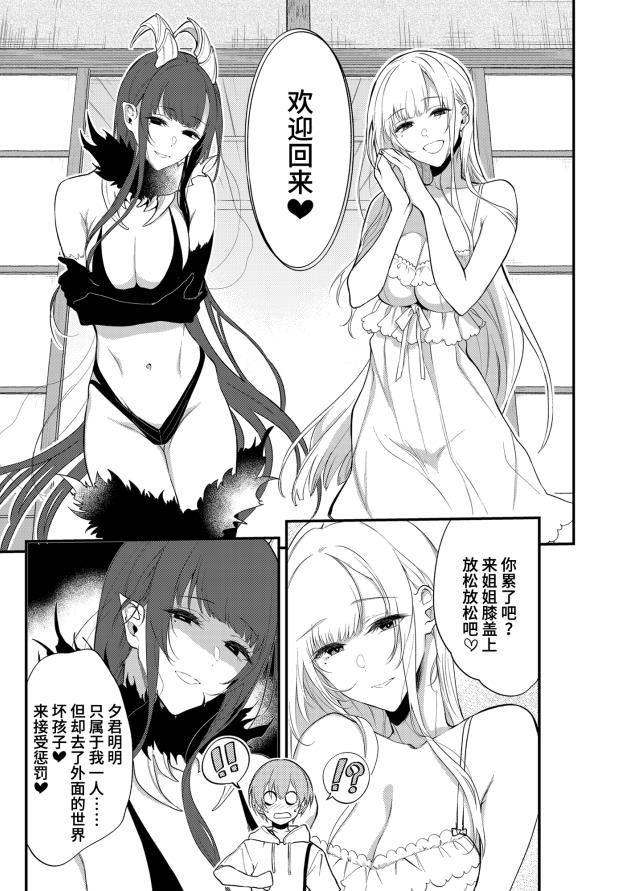 欢迎回来♥
你累了吧？
来姐姐膝盖上
放松放松吧♡
!?
!!
夕君明明
只属于我一人……
但却去了外面的世界
坏孩子♥
来接受惩罚♥